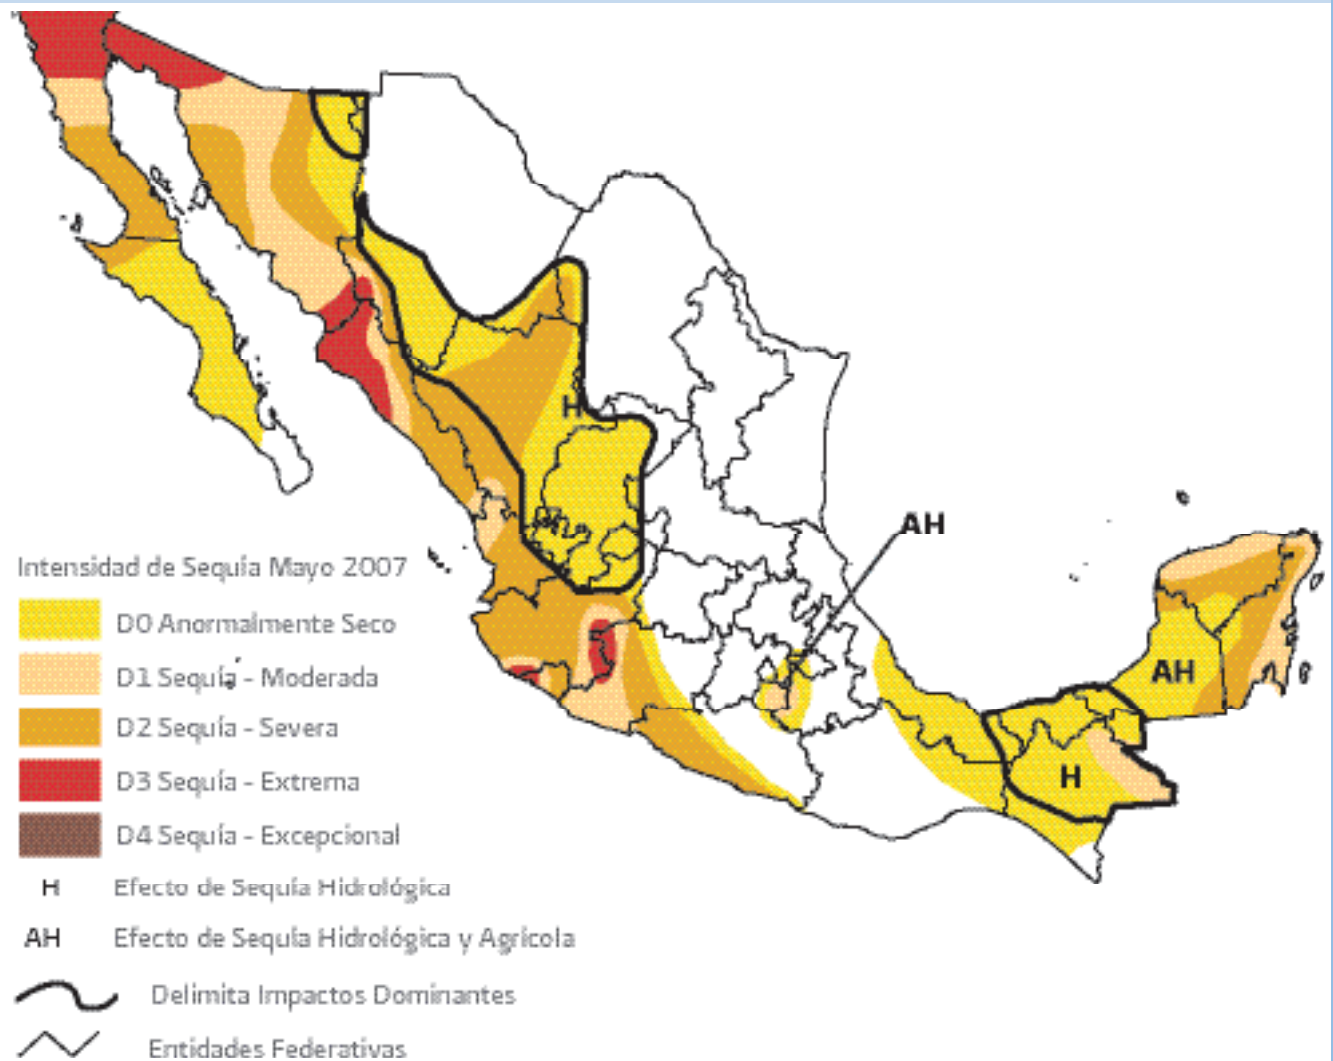 H
AH
AH
H
Intensidad de Sequía Mayo 2007
D0 Anormalmente Seco
D1 Sequía - Moderada
D2 Sequía - Severa
D3 Sequía - Extrema
D4 Sequía - Excepcional
H Efecto de Sequía Hidrológica
AH Efecto de Sequía Hidrológica y Agrícola
Delimita Impactos Dominantes
Entidades Federativas